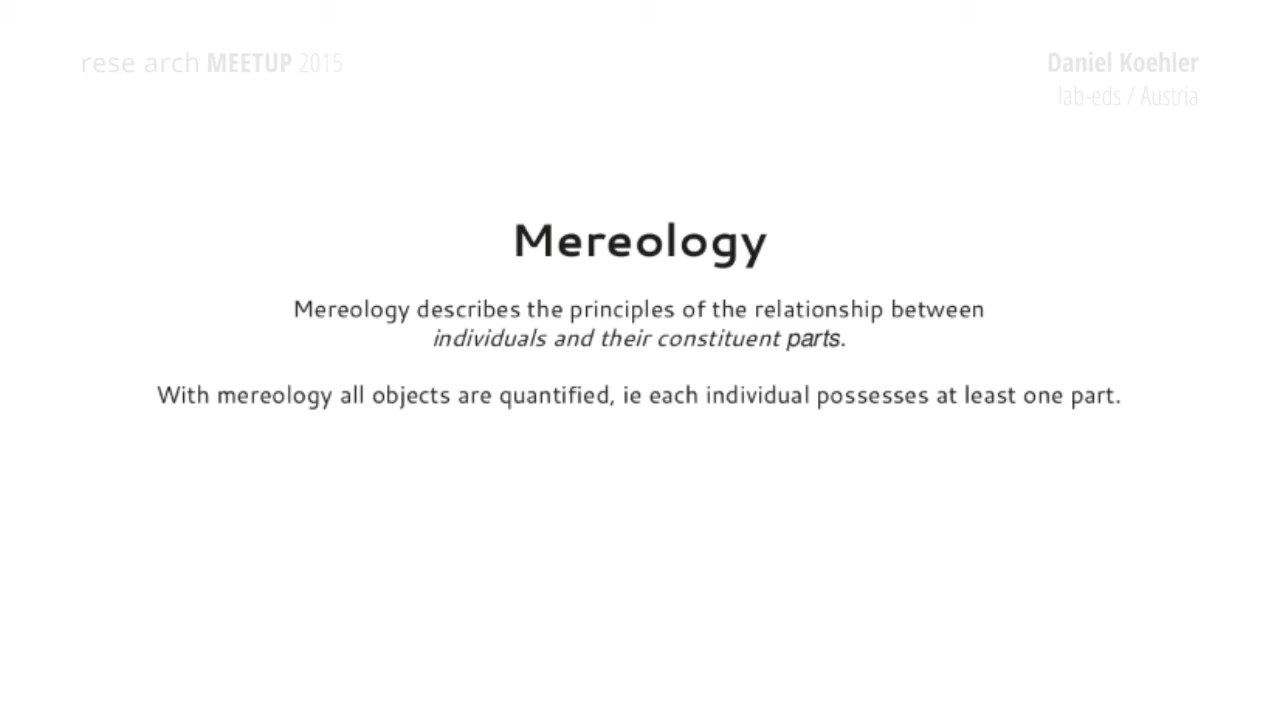 rese arch MEETUP 2015
Daniel Koehler
lab-eds / Austria
Mereology
Mereology describes the principles of the relationship between
individuals and their constituent parts.
With mereology all objects are quantified, ie each individual possesses at least one part.